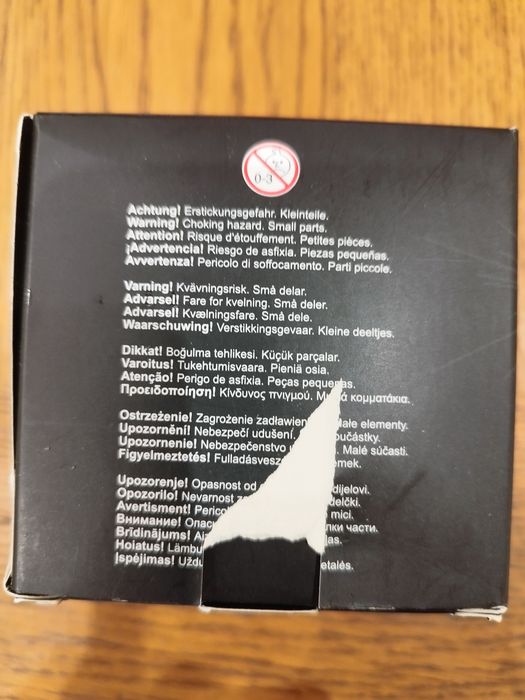 0-3
Achtung! Erstickungsgefahr. Kleinteile.
Warning! Choking hazard. Small parts.
Attention! Risque d'étouffement. Petites pièces.
¡Advertencia! Riesgo de asfixia. Piezas pequeñas.
Avvertenza! Pericolo di soffocamento. Parti piccole.
Varning! Kvävningsrisk. Små delar.
Advarsel! Fare for kvelning. Små deler.
Advarsel! Kvælningsfare. Små dele.
Waarschuwing! Verstikkingsgevaar. Kleine deeltjes.
Dikkat! Boğulma tehlikesi. Küçük parçalar.
Varoitus! Tukehtumisvaara. Pieniä osia.
Atenção! Perigo de asfixia. Peças pequenas.
Προειδοποίηση! Κίνδυνος πνιγμού. κομματάκια.
Ostrzeżenie! Zagrożenie zadławieniem elementy.
Upozornění! Nebezpečí udušení.
Upozornenie! Nebezpečenstvo Malé súčasti.
Figyelmeztetés!
Upozorenje! Opasnost od
Opozorilo! Nevarnost
Avertisment! mici.
Внимание! части.
Brīdinājums!
Hoiatus!
Įspėjimas!